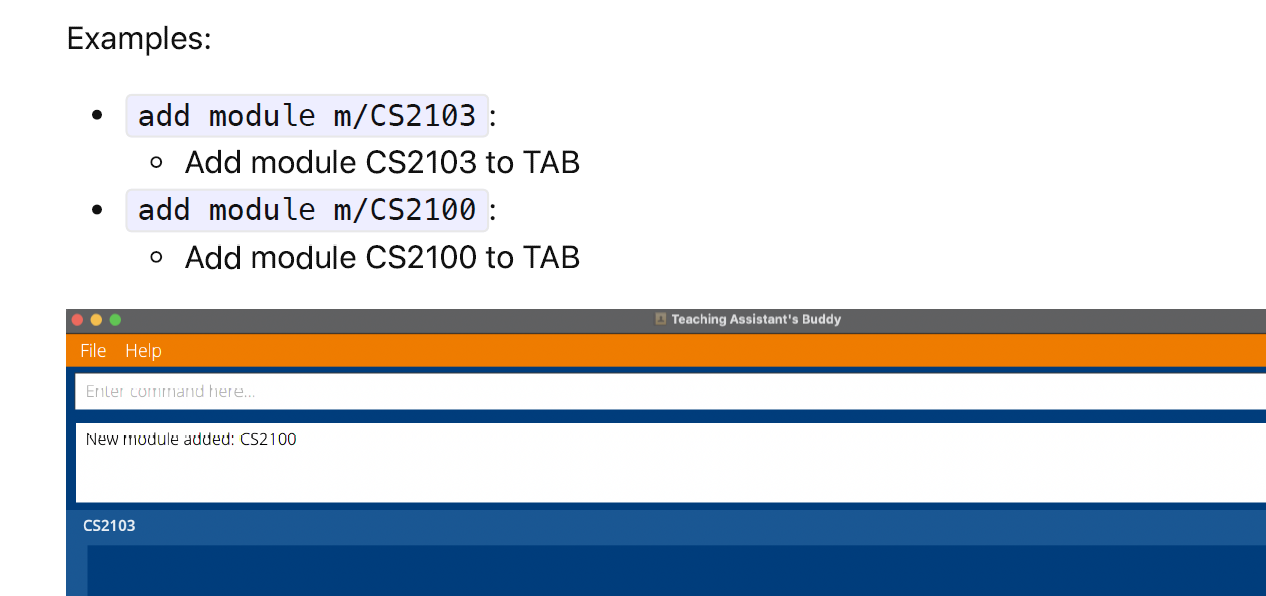 Examples:
• add module m/CS2103 :
◦ Add module CS2103 to TAB
• add module m/CS2100 :
◦ Add module CS2100 to TAB
Teaching Assistant's Buddy
File Help
Enter command here...
New module added: CS2100
CS2103